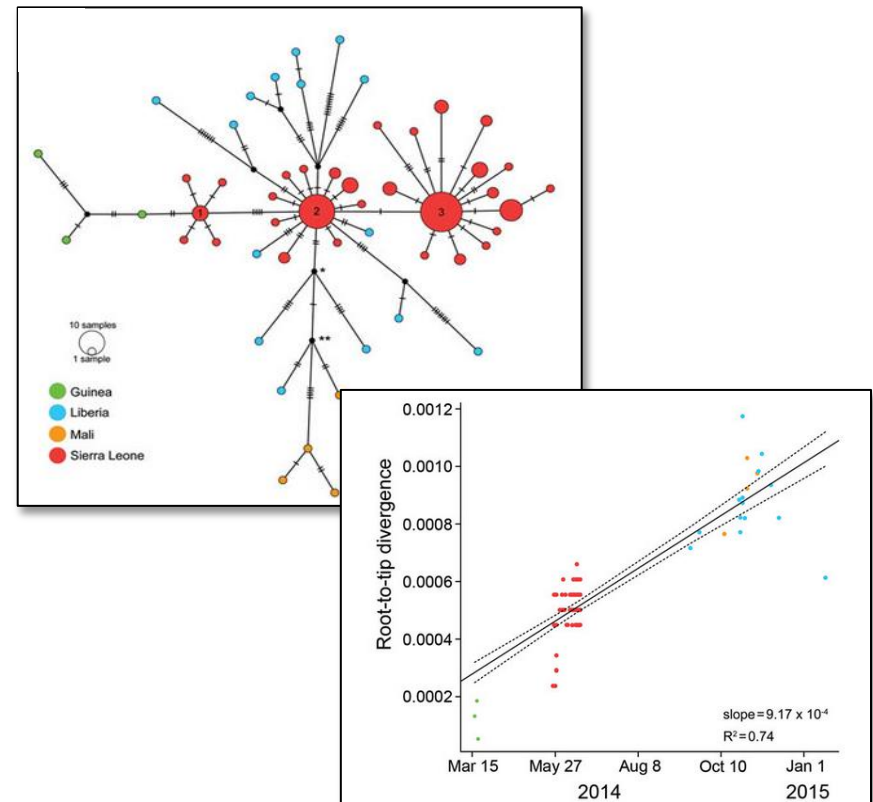 1
2
3
*
**
10 samples
1 sample
Guinea
Liberia
Mali
Sierra Leone
0.0012
0.0010
0.0008
0.0006
0.0004
0.0002
Root-to-tip divergence
slope=9.17 x 10-4
R2=0.74
Mar 15 May 27 Aug 8 Oct 10 Jan 1
2014 2015